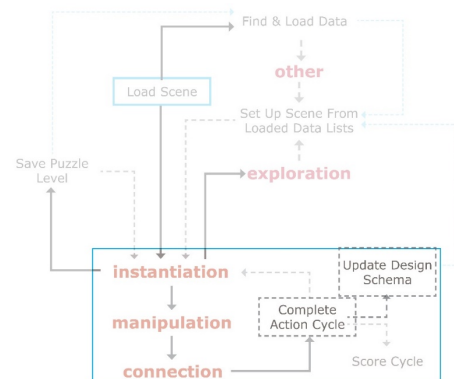 Find & Load Data
other
Load Scene
Set Up Scene From
Loaded Data Lists
Save Puzzle
Level
exploration
instantiation
Update Design
Schema
manipulation
Complete
Action Cycle
connection
Score Cycle